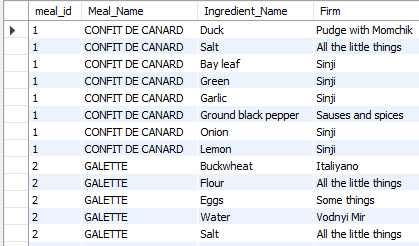 meal_id Meal_Name Ingredient_Name Firm
1 CONFIT DE CANARD Duck Pudge with Momchik
1 CONFIT DE CANARD Salt All the little things
1 CONFIT DE CANARD Bay leaf Sinji
1 CONFIT DE CANARD Green Sinji
1 CONFIT DE CANARD Garlic Sinji
1 CONFIT DE CANARD Ground black pepper Sauses and spices
1 CONFIT DE CANARD Onion Sinji
1 CONFIT DE CANARD Lemon Sinji
2 GALETTE Buckwheat Italiyano
2 GALETTE Flour All the little things
2 GALETTE Eggs Some things
2 GALETTE Water Vodnyi Mir
2 GALETTE Salt All the little things